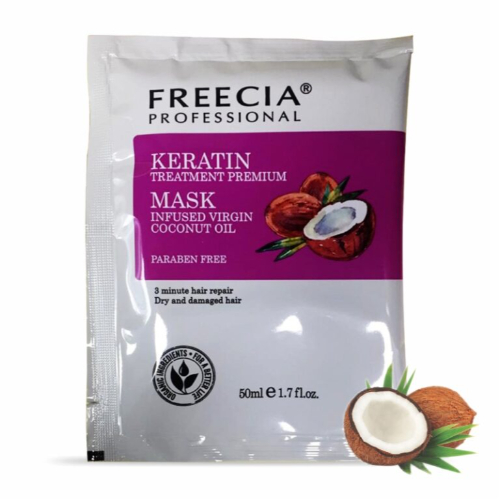 FREECIA®
PROFESSIONAL
KERATIN
TREATMENT PREMIUM
MASK
INFUSED VIRGIN
COCONUT OIL
PARABEN FREE
3 minute hair repair
Dry and damaged hair
ORGANIC INGREDIENTS • FOR A BETTER LIFE
50ml e 1.7 fl.oz.